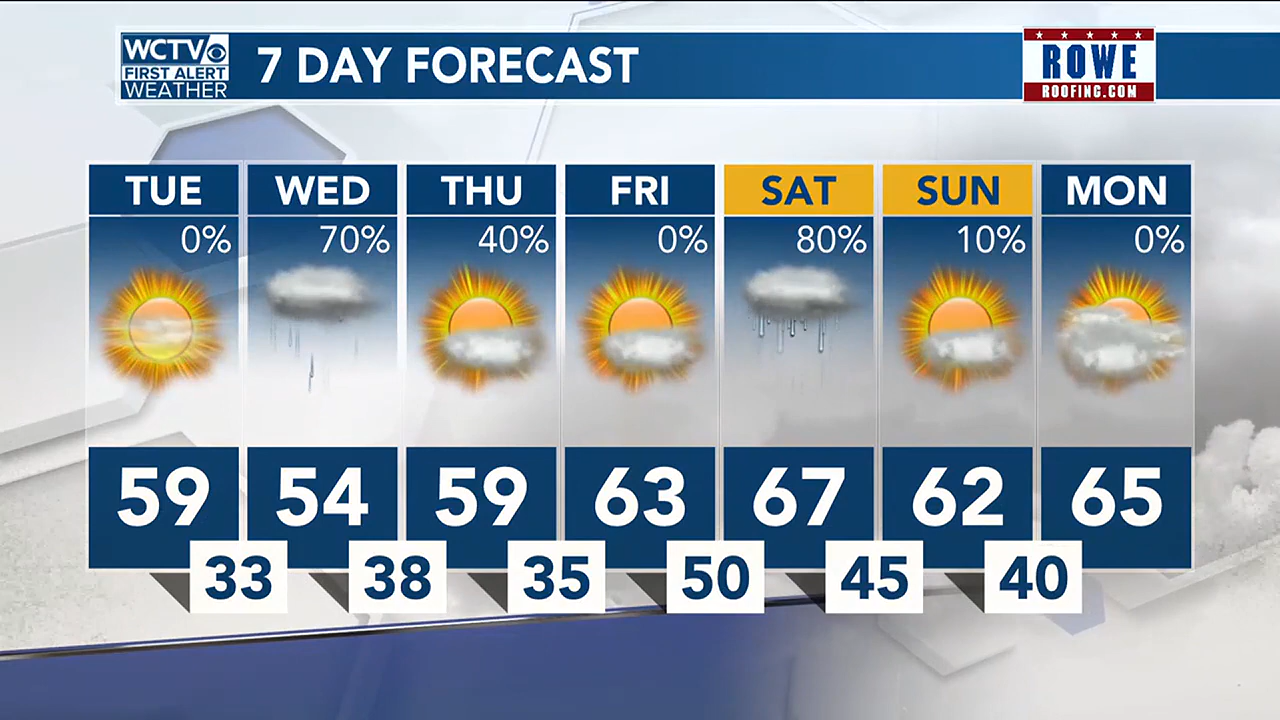 WCTV
FIRST ALERT
WEATHER
7 DAY FORECAST
ROWE
ROOFING.COM
TUE WED THU FRI SAT SUN MON
0% 70% 40% 0% 80% 10% 0%
59 54 59 63 67 62 65
33 38 35 50 45 40